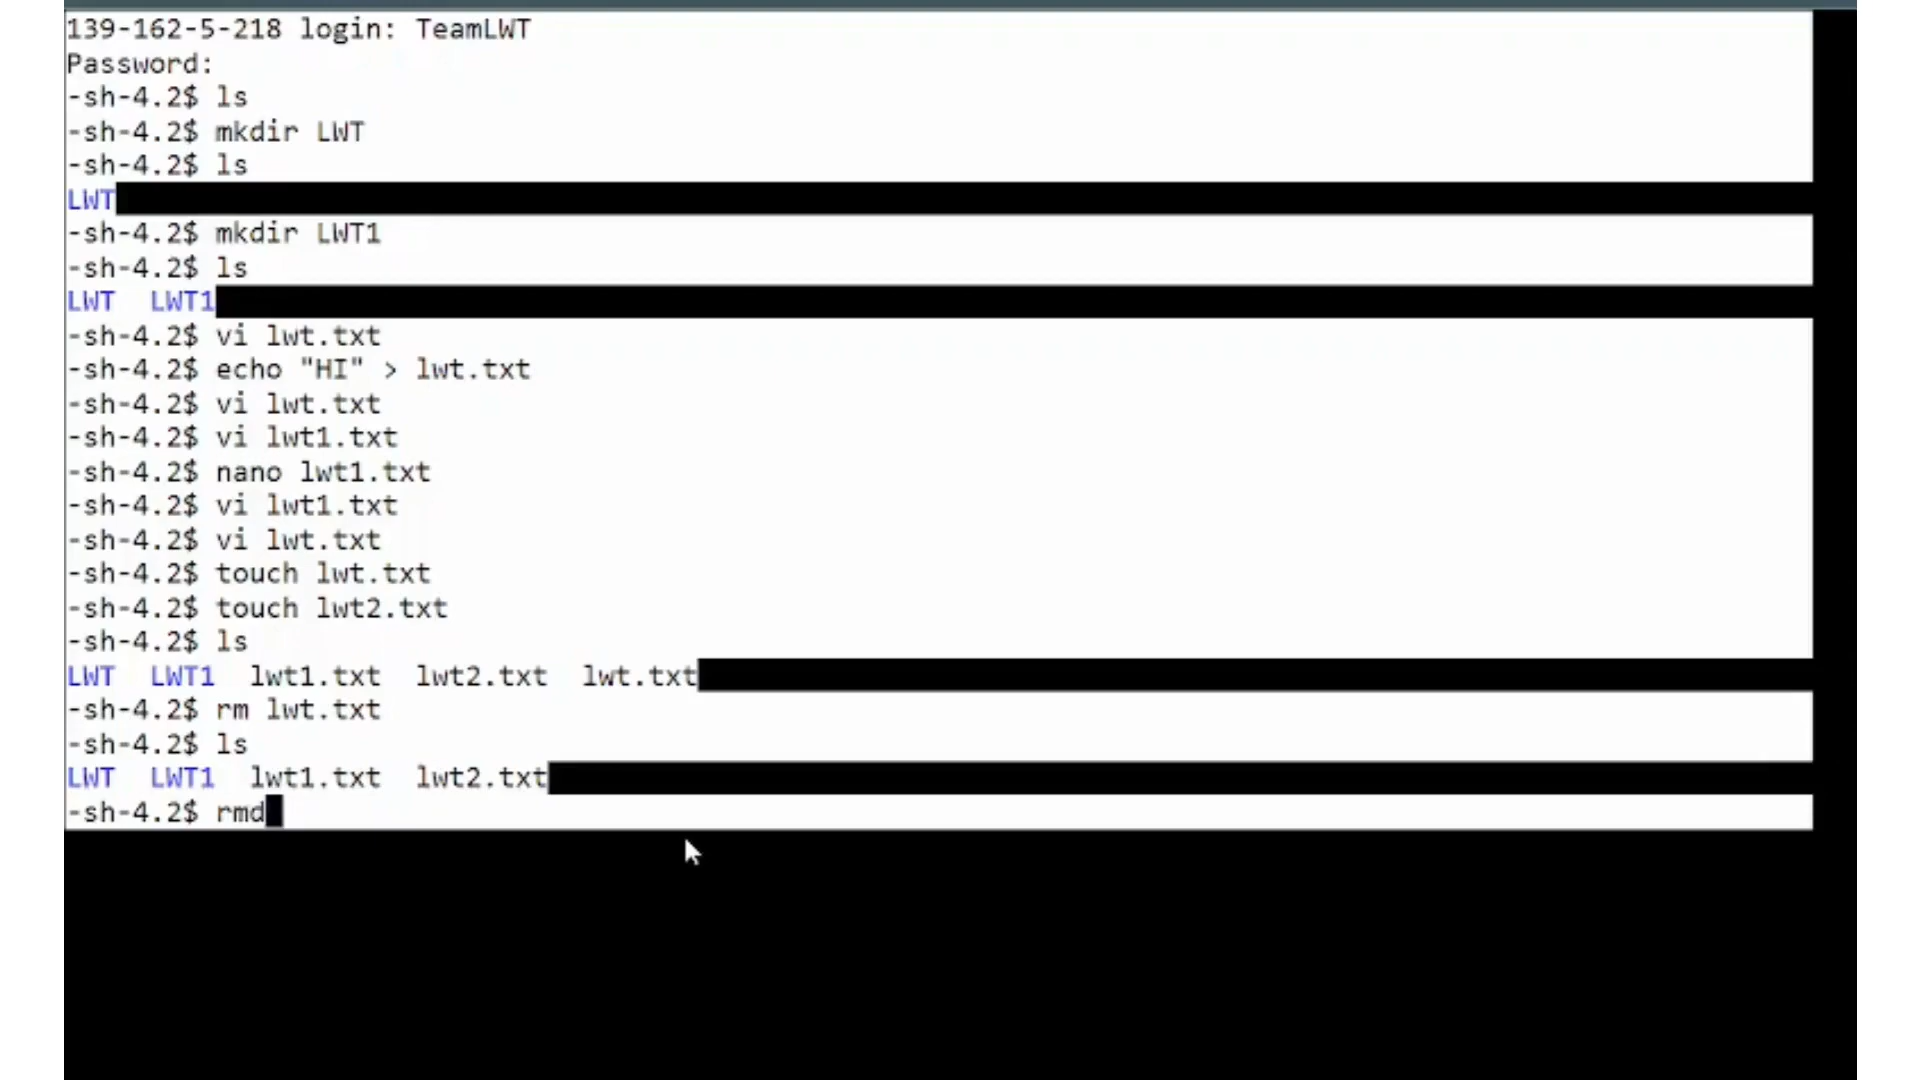 139-162-5-218 login: TeamLWT
Password:
-sh-4.2$ ls
-sh-4.2$ mkdir LWT
-sh-4.2$ ls
LWT
-sh-4.2$ mkdir LWT1
-sh-4.2$ ls
LWT  LWT1
-sh-4.2$ vi lwt.txt
-sh-4.2$ echo "HI" > lwt.txt
-sh-4.2$ vi lwt.txt
-sh-4.2$ vi lwt1.txt
-sh-4.2$ nano lwt1.txt
-sh-4.2$ vi lwt1.txt
-sh-4.2$ vi lwt.txt
-sh-4.2$ touch lwt.txt
-sh-4.2$ touch lwt2.txt
-sh-4.2$ ls
LWT  LWT1  lwt1.txt  lwt2.txt  lwt.txt
-sh-4.2$ rm lwt.txt
-sh-4.2$ ls
LWT  LWT1  lwt1.txt  lwt2.txt
-sh-4.2$ rmd